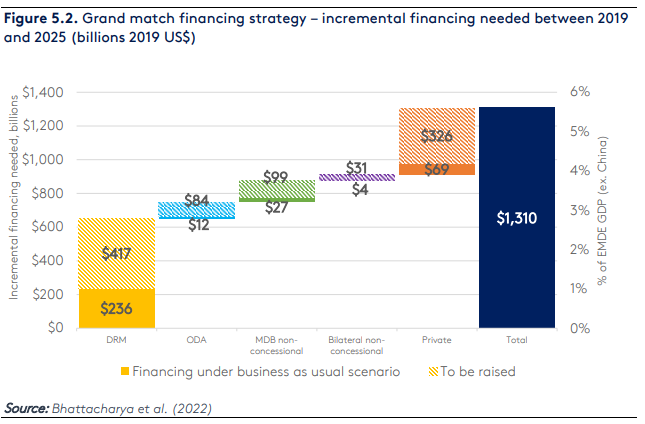 Figure 5.2. Grand match financing strategy – incremental financing needed between 2019
and 2025 (billions 2019 US$)
Incremental financing needed, billions
$1,400
$1,200
$1,000
$800
$600
$400
$200
$0
$417
$236
$84
$12
$99
$27
$31
$4
$326
$69
$1,310
6%
5%
4%
3%
2%
1%
0%
% of EMDE GDP (ex. China)
DRM
ODA
MDB non-
concessional
Bilateral non-
concessional
Private
Total
Financing under business as usual scenario
To be raised
Source: Bhattacharya et al. (2022)